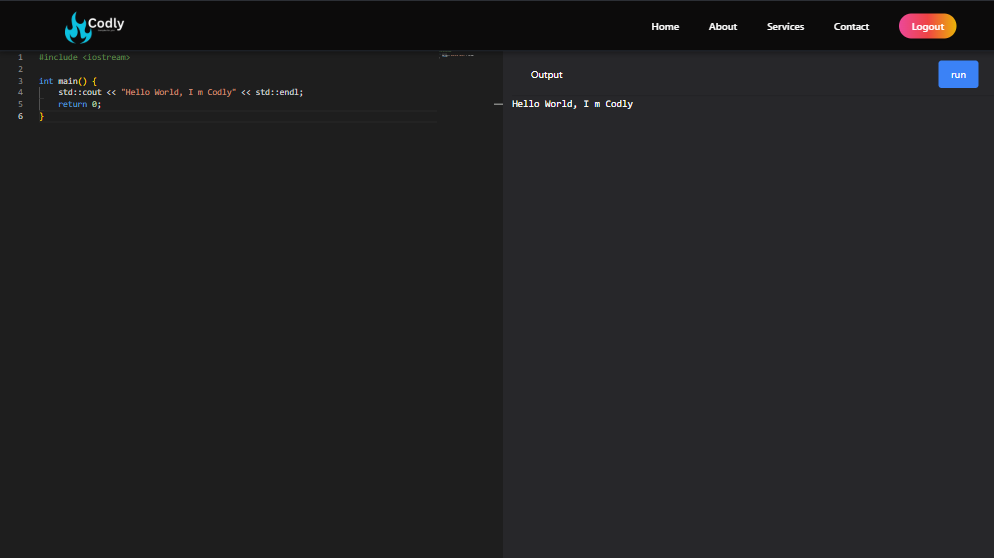 Codly
Home About Services Contact Logout
1 #include <iostream>
2
3 int main() {
4 std::cout << "Hello World, I m Codly" << std::endl;
5 return 0;
6 }
Output
run
Hello World, I m Codly